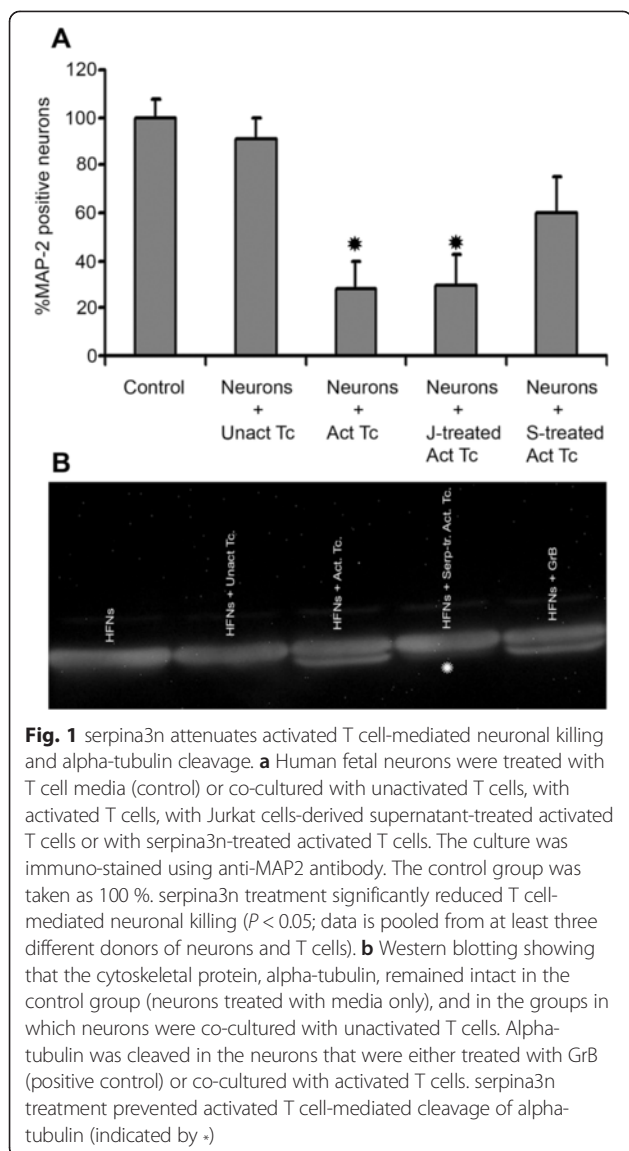 A
120
100
80
60
40
20
0
%MAP-2 positive neurons
✷ ✷
Control Neurons Neurons Neurons Neurons
+ + + +
Unact Tc Act Tc J-treated S-treated
Act Tc Act Tc
B
HFNs
HFNs + Unact Tc.
HFNs + Act. Tc.
HFNs + Serp-tr. Act. Tc.
HFNs + GrB
Fig. 1 serpina3n attenuates activated T cell-mediated neuronal killing
and alpha-tubulin cleavage. a Human fetal neurons were treated with
T cell media (control) or co-cultured with unactivated T cells, with
activated T cells, with Jurkat cells-derived supernatant-treated activated
T cells or with serpina3n-treated activated T cells. The culture was
immuno-stained using anti-MAP2 antibody. The control group was
taken as 100 %. serpina3n treatment significantly reduced T cell-
mediated neuronal killing (P < 0.05; data is pooled from at least three
different donors of neurons and T cells). b Western blotting showing
that the cytoskeletal protein, alpha-tubulin, remained intact in the
control group (neurons treated with media only), and in the groups in
which neurons were co-cultured with unactivated T cells. Alpha-
tubulin was cleaved in the neurons that were either treated with GrB
(positive control) or co-cultured with activated T cells. serpina3n
treatment prevented activated T cell-mediated cleavage of alpha-
tubulin (indicated by *)